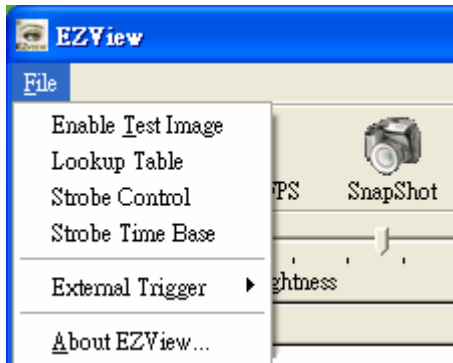 EZView
File
Enable Test Image
Lookup Table
Strobe Control
Strobe Time Base
External Trigger
About EZView...
SnapShot